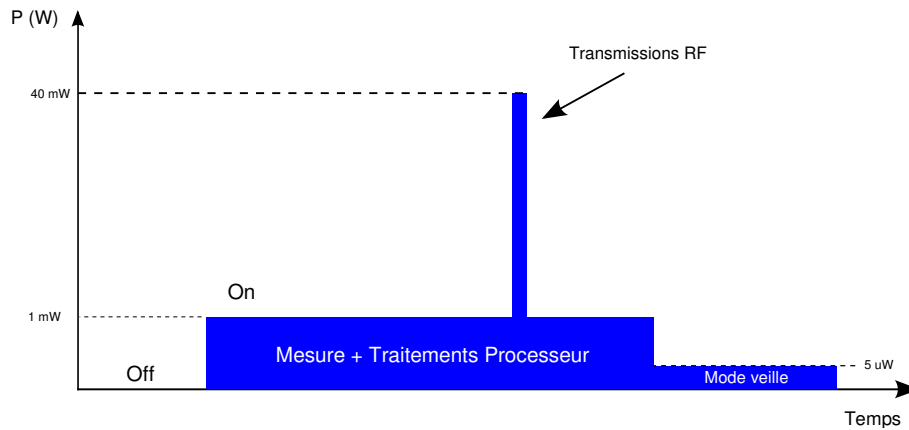 P (W)
Transmissions RF
40 mW
On
1 mW
Mesure + Traitements Processeur
Off
5 uW
Mode veille
Temps